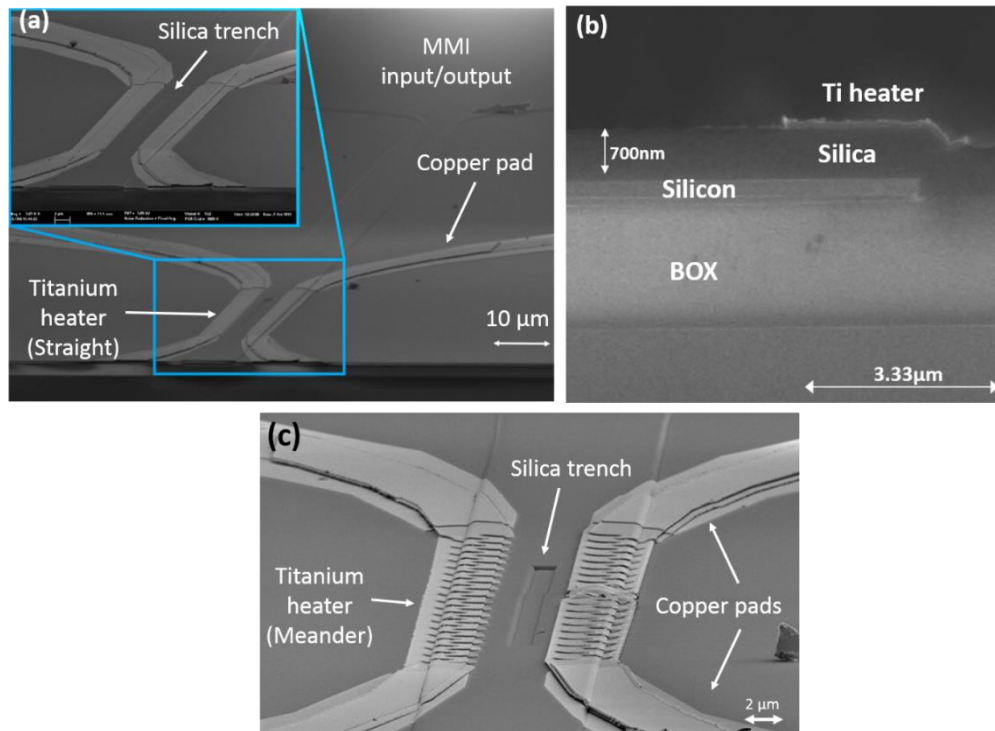 (a)
Silica trench
MMI
input/output
Copper pad
Titanium
heater
(Straight)
10 μm
(b)
Ti heater
700nm
Silica
Silicon
BOX
3.33μm
(c)
Silica trench
Titanium
heater
(Meander)
Copper pads
2 μm